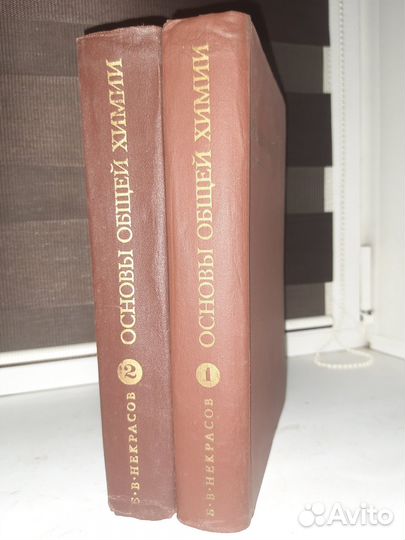 Б·В·НЕКРАСОВ 2 ОСНОВЫ ОБЩЕЙ ХИМИИ
Б·В·НЕКРАСОВ 1 ОСНОВЫ ОБЩЕЙ ХИМИИ
Avito